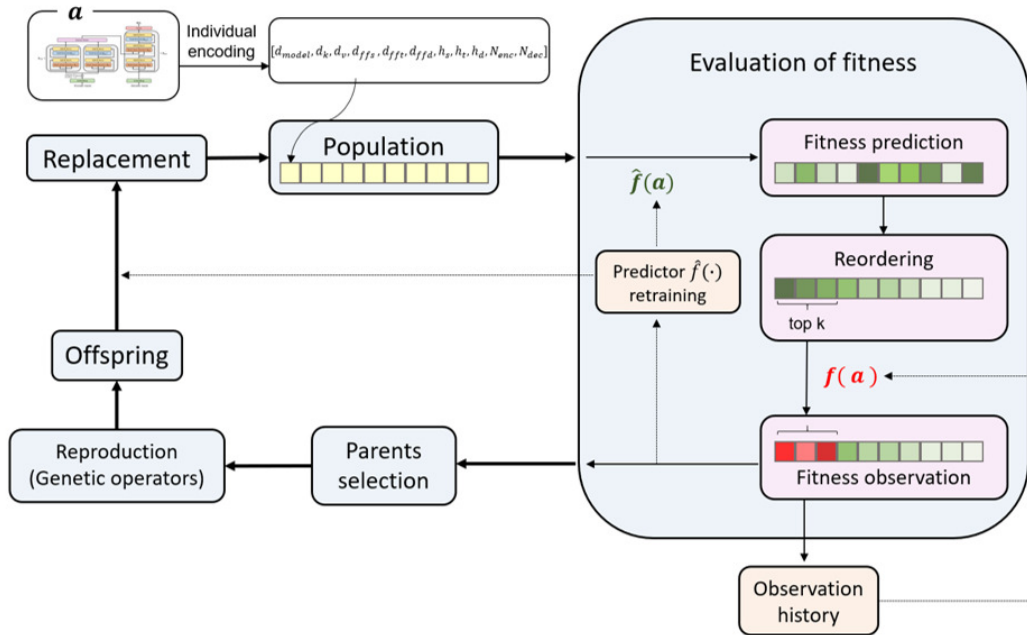 a
Individual
encoding
[d_model, d_k, d_v, d_ffs, d_fft, d_ffd, h_s, h_t, h_d, N_enc, N_dec]
Evaluation of fitness
Replacement
Population
Fitness prediction
f̂(a)
Reordering
top k
Predictor f̂(·)
retraining
Offspring
f( a )
Reproduction
(Genetic operators)
Parents
selection
Fitness observation
Observation
history